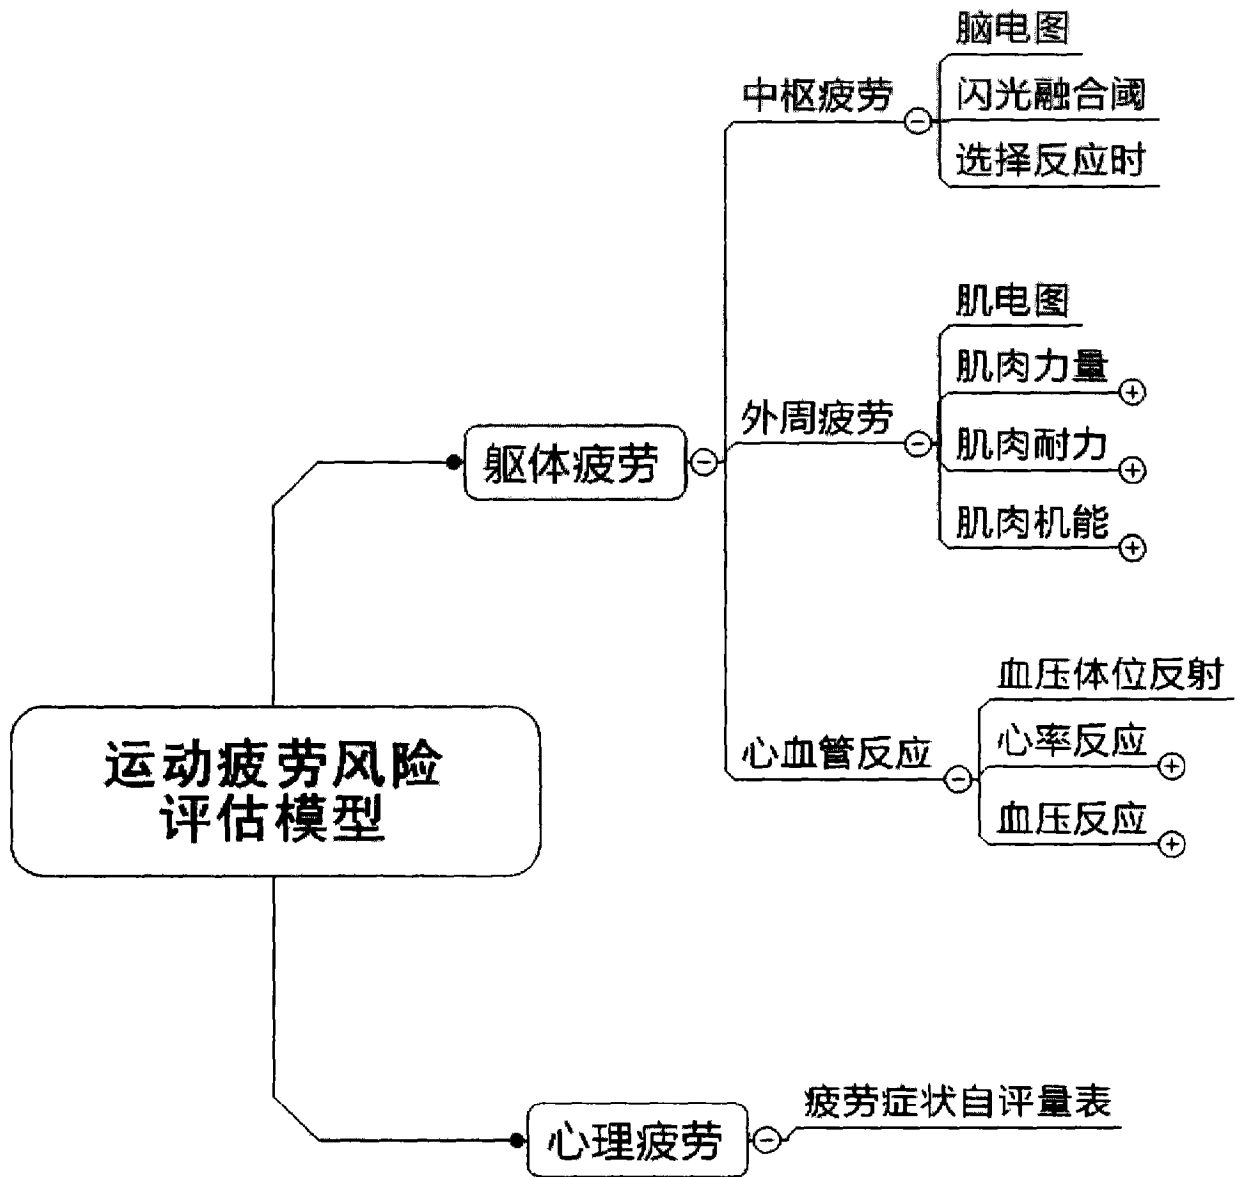 脑电图
中枢疲劳
闪光融合阈
选择反应时
肌电图
肌肉力量
外周疲劳
肌肉耐力
躯体疲劳
肌肉机能
血压体位反射
心率反应
心血管反应
血压反应
运动疲劳风险
评估模型
疲劳症状自评量表
心理疲劳